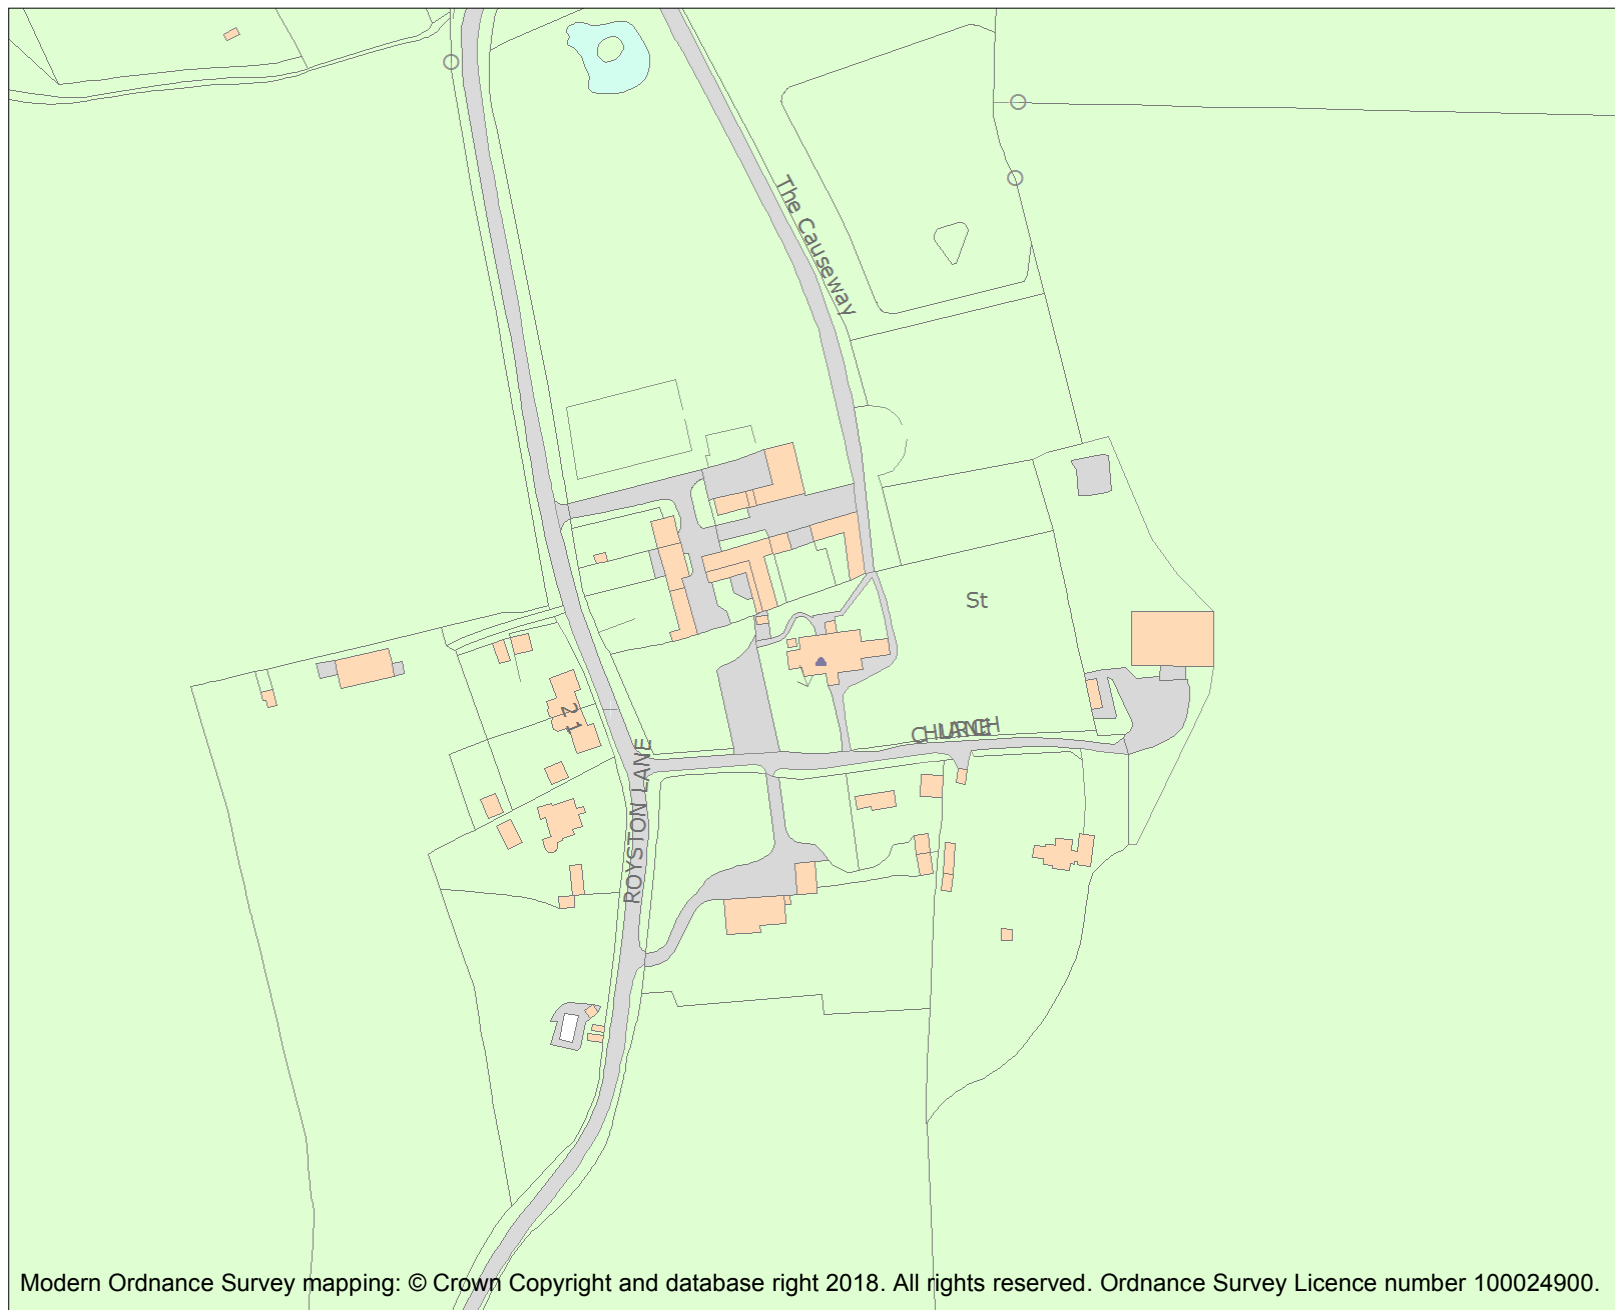 The Causeway
St
2 1
CHURCH LANE
ROYSTON LANE
Modern Ordnance Survey mapping: © Crown Copyright and database right 2018. All rights reserved. Ordnance Survey Licence number 100024900.